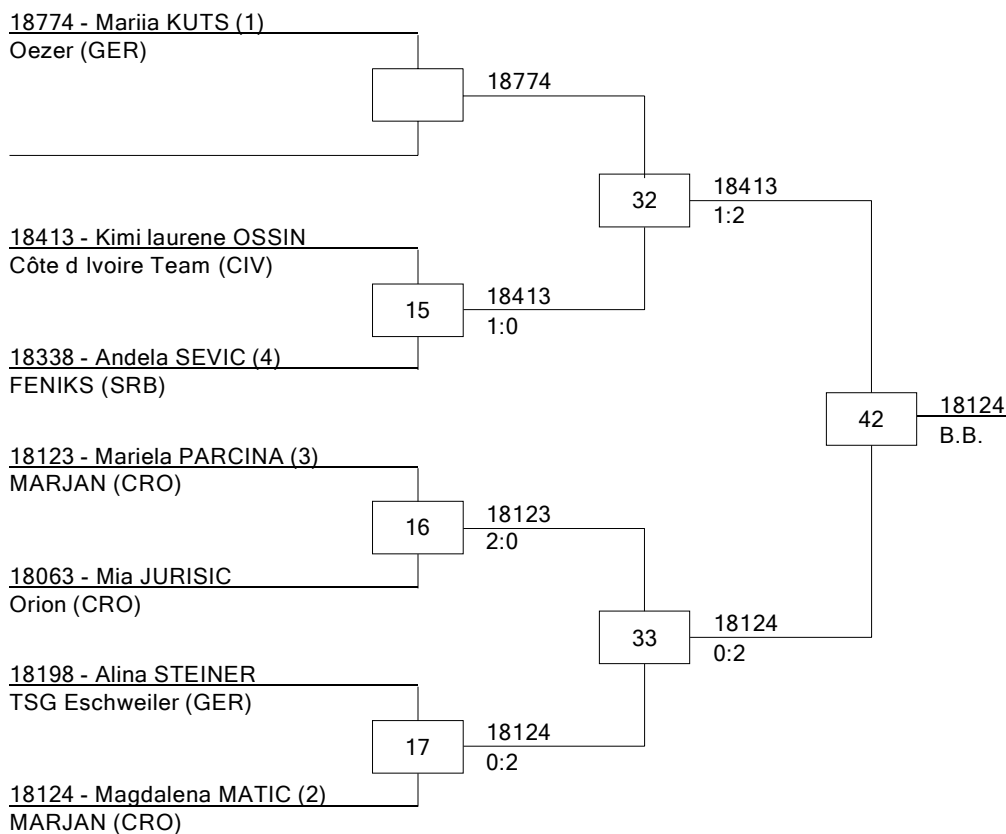 18774 - Mariia KUTS (1)
Oezer (GER)
18774
32
18413
1:2
18413 - Kimi laurene OSSIN
Côte d Ivoire Team (CIV)
15
18413
1:0
18338 - Andela SEVIC (4)
FENIKS (SRB)
42
18124
B.B.
18123 - Mariela PARCINA (3)
MARJAN (CRO)
16
18123
2:0
18063 - Mia JURISIC
Orion (CRO)
33
18124
0:2
18198 - Alina STEINER
TSG Eschweiler (GER)
17
18124
0:2
18124 - Magdalena MATIC (2)
MARJAN (CRO)